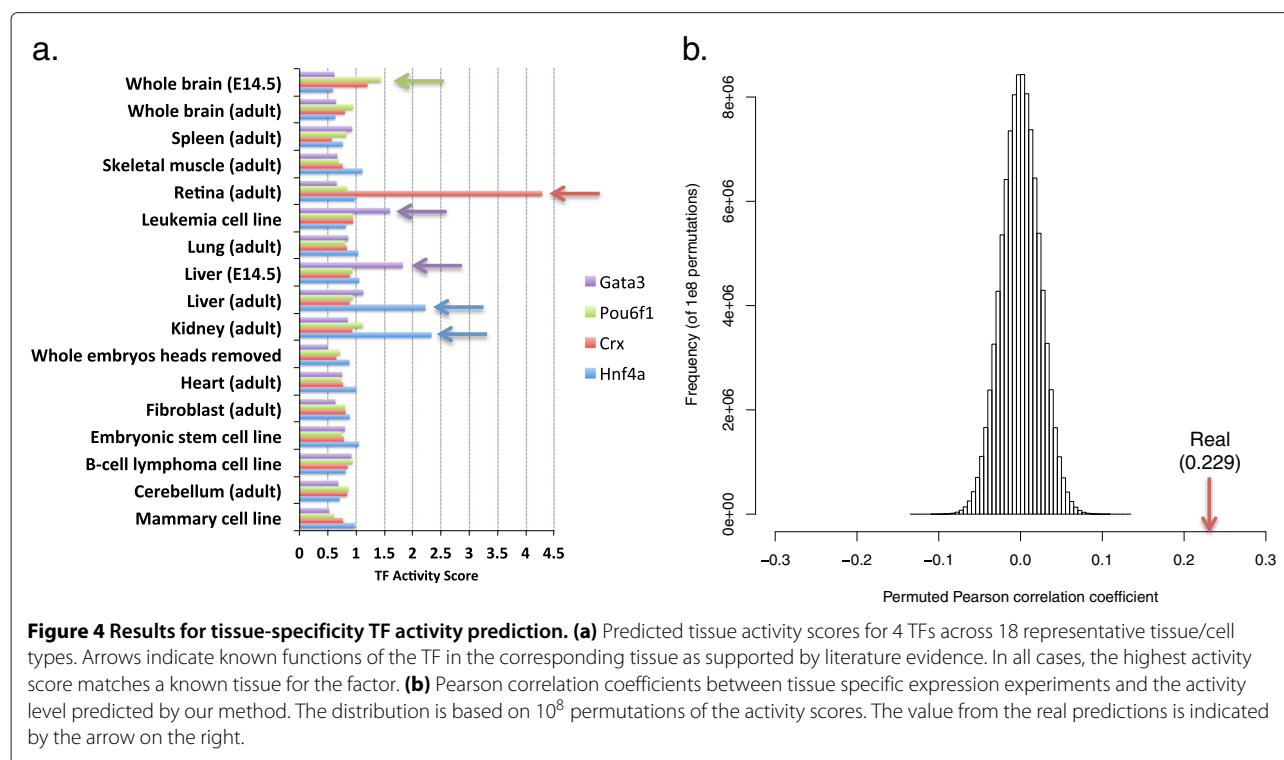 a.
Whole brain (E14.5)
Whole brain (adult)
Spleen (adult)
Skeletal muscle (adult)
Retina (adult)
Leukemia cell line
Lung (adult)
Liver (E14.5)
Liver (adult)
Kidney (adult)
Whole embryos heads removed
Heart (adult)
Fibroblast (adult)
Embryonic stem cell line
B-cell lymphoma cell line
Cerebellum (adult)
Mammary cell line
0 0.5 1 1.5 2 2.5 3 3.5 4 4.5
TF Activity Score
Gata3
Pou6f1
Crx
Hnf4a
b.
Frequency (of 1e8 permutations)
0e+00 2e+06 4e+06 6e+06 8e+06
Real
(0.229)
−0.3 −0.2 −0.1 0.0 0.1 0.2 0.3
Permuted Pearson correlation coefficient
Figure 4 Results for tissue-specificity TF activity prediction. (a) Predicted tissue activity scores for 4 TFs across 18 representative tissue/cell
types. Arrows indicate known functions of the TF in the corresponding tissue as supported by literature evidence. In all cases, the highest activity
score matches a known tissue for the factor. (b) Pearson correlation coefficients between tissue specific expression experiments and the activity
level predicted by our method. The distribution is based on 10⁸ permutations of the activity scores. The value from the real predictions is indicated
by the arrow on the right.